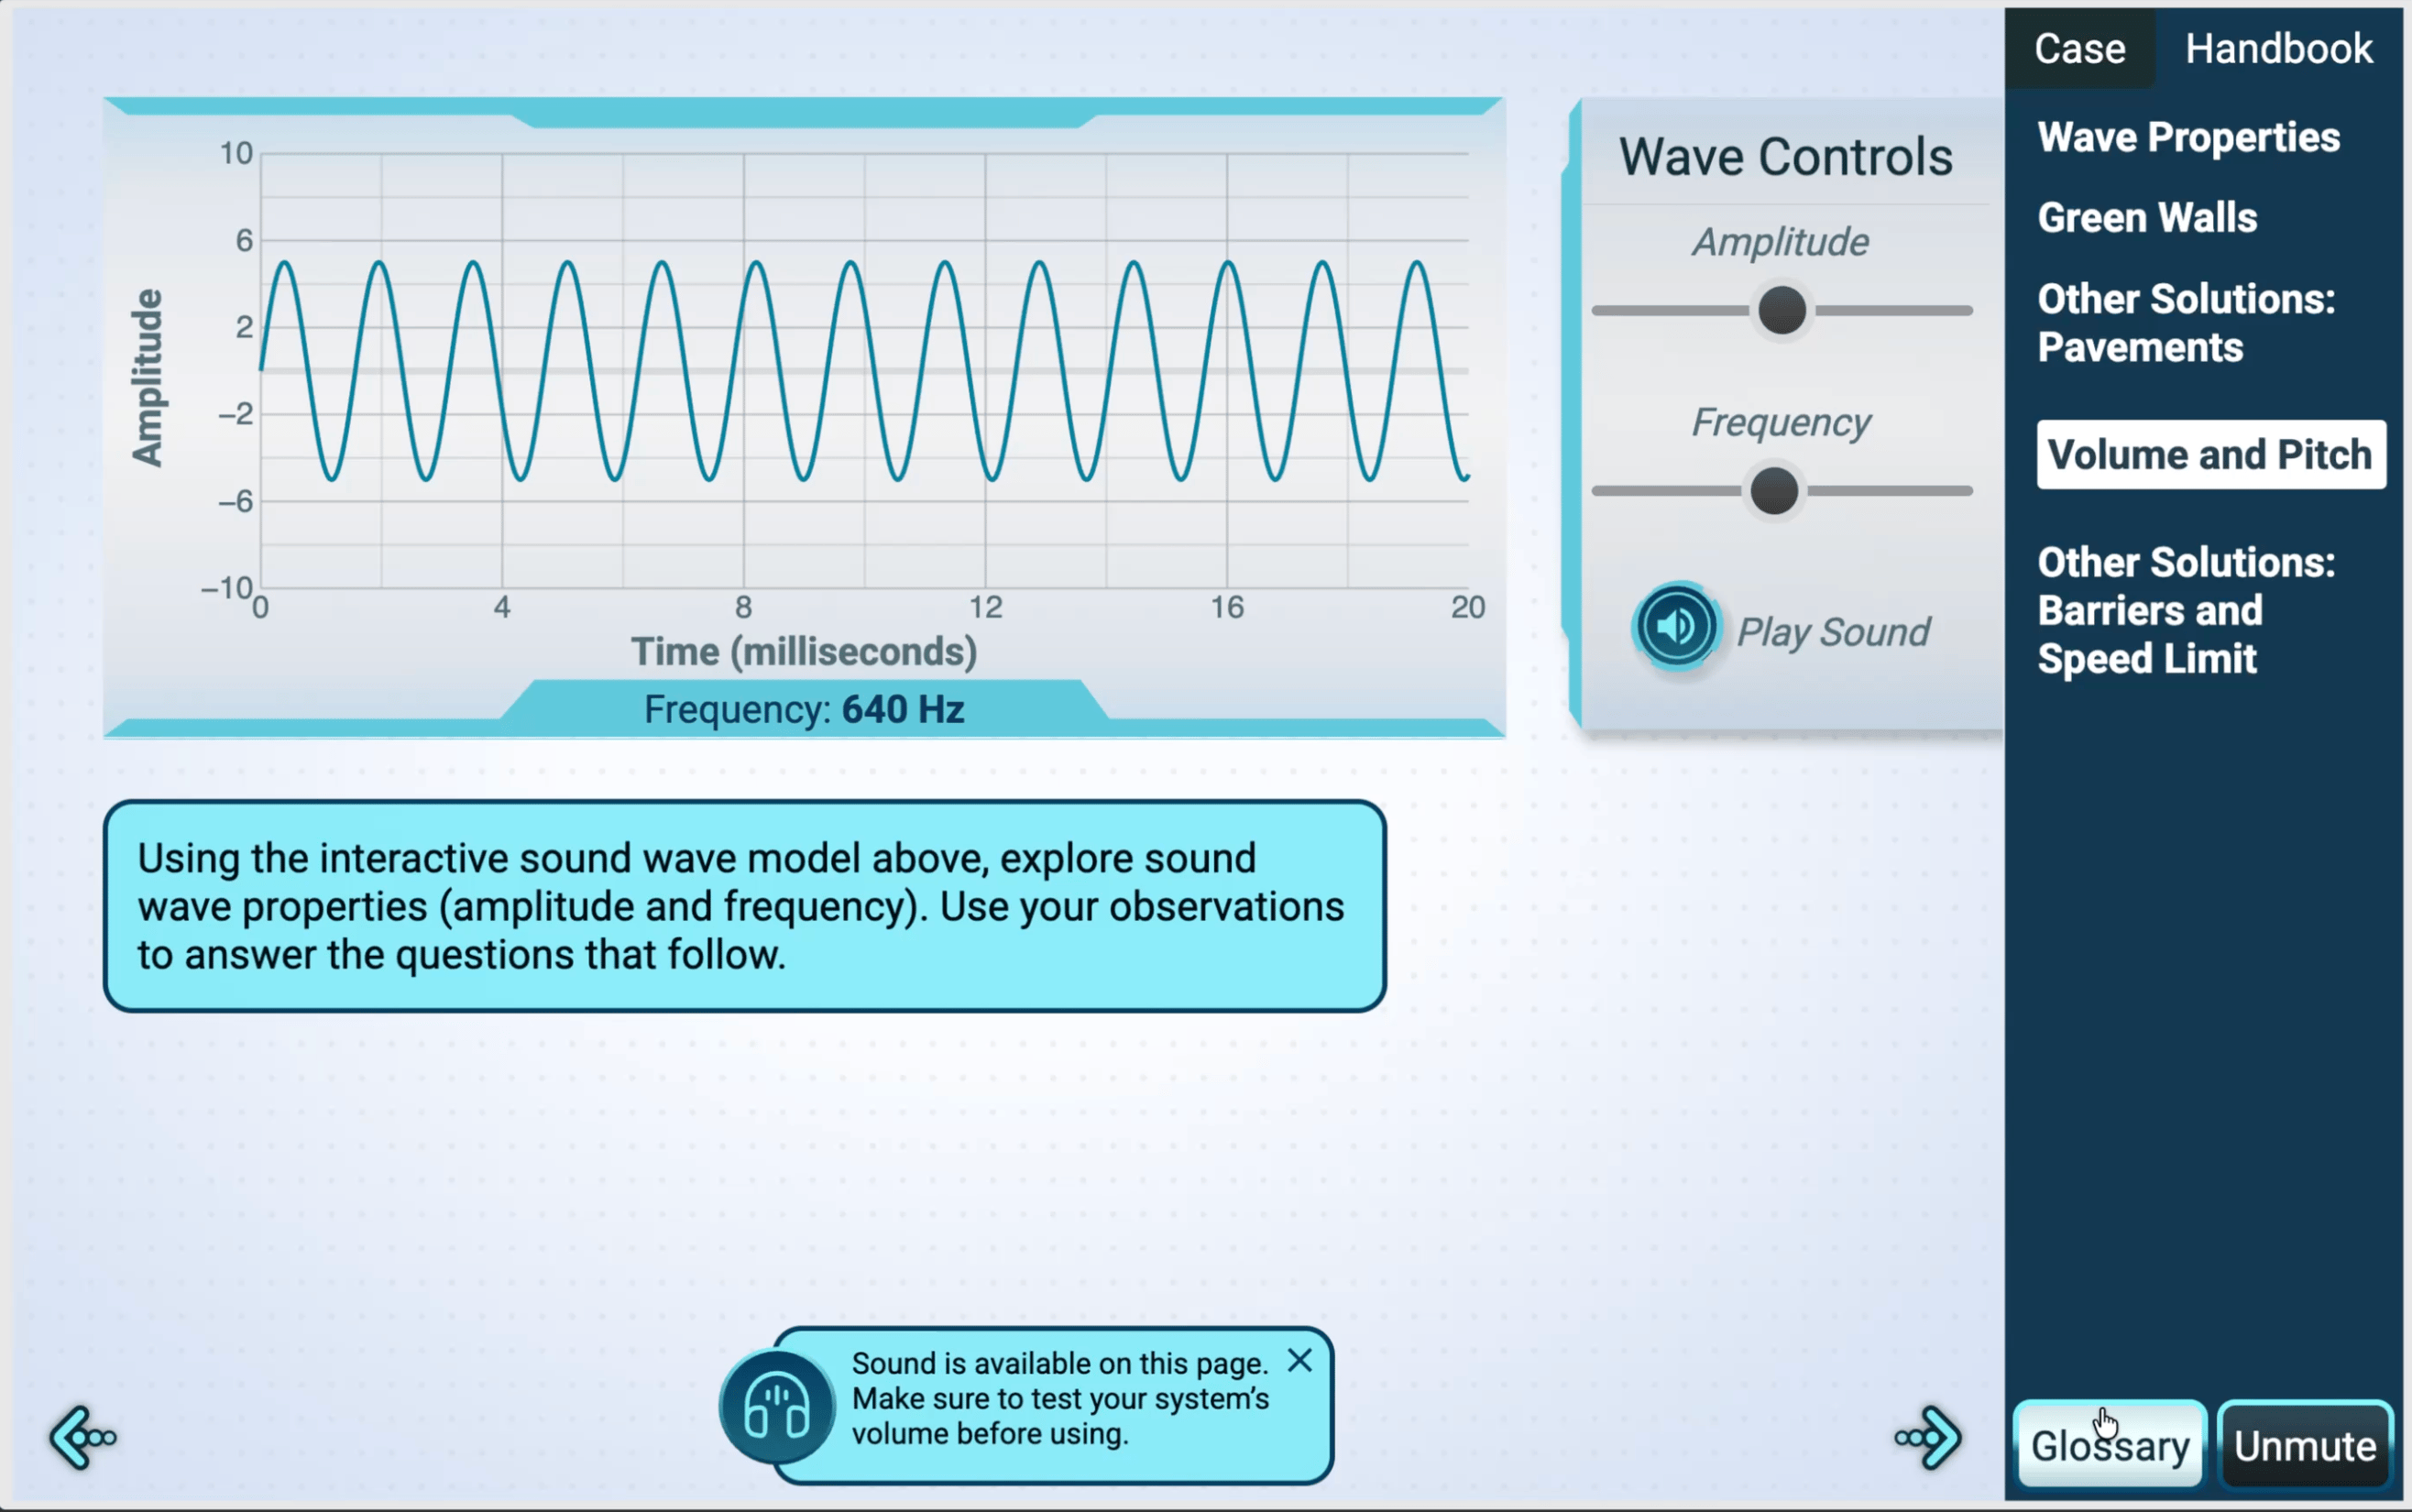 Case
Handbook
Wave Properties
Green Walls
Other Solutions:
Pavements
Volume and Pitch
Other Solutions:
Barriers and
Speed Limit
10
6
2
−2
−6
−10
Amplitude
0
4
8
12
16
20
Time (milliseconds)
Frequency: 640 Hz
Wave Controls
Amplitude
Frequency
Play Sound
Using the interactive sound wave model above, explore sound
wave properties (amplitude and frequency). Use your observations
to answer the questions that follow.
Sound is available on this page.
Make sure to test your system’s
volume before using.
Glossary
Unmute